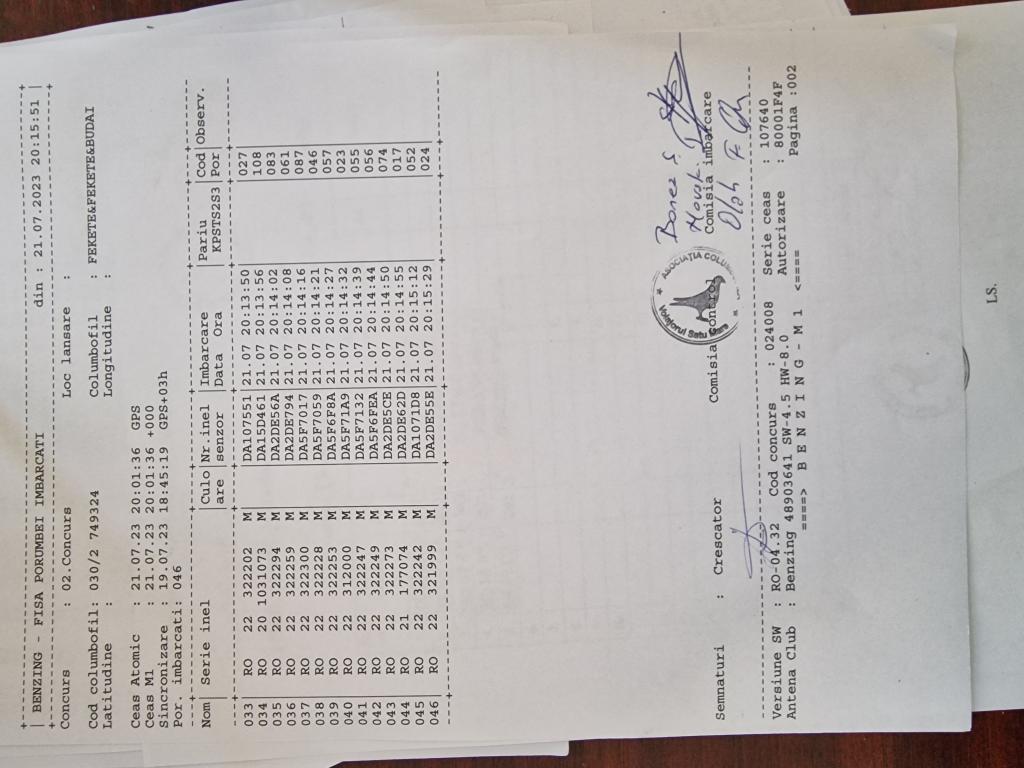 | BENZING - FISA PORUMBEI IMBARCATI din : 21.07.2023 20:15:51 |
Concurs : 02.Concurs Loc lansare :
Cod columbofil: 030/2 749324 Columbofil : FEKETE&FEKETE&BUDAI
Latitudine : Longitudine :
Ceas Atomic : 21.07.23 20:01:36 GPS
Ceas M1 : 21.07.23 20:01:36 +000
Sincronizare : 19.07.23 18:45:19 GPS+03h
Por. imbarcati: 046
Nom| Serie inel |Culo|Nr.inel |Imbarcare Pariu |Cod|Observ.
|are |senzor |Data Ora KPSTS2S3|Por|
033 RO 22 322202 M |DA107551|21.07 20:13:50 |027
034 RO 20 1031073 M |DA15D461|21.07 20:13:56 |108
035 RO 22 322294 M |DA2DE56A|21.07 20:14:02 |083
036 RO 22 322259 M |DA2DE794|21.07 20:14:08 |061
037 RO 22 322300 M |DA5F7017|21.07 20:14:16 |087
038 RO 22 322228 M |DA5F7059|21.07 20:14:21 |046
039 RO 22 322253 M |DA5F6F8A|21.07 20:14:27 |057
040 RO 22 312000 M |DA5F71A9|21.07 20:14:32 |023
041 RO 22 322247 M |DA5F7132|21.07 20:14:39 |055
042 RO 22 322249 M |DA5F6FEA|21.07 20:14:44 |056
043 RO 22 322273 M |DA2DE5CE|21.07 20:14:50 |074
044 RO 21 177074 M |DA2DE62D|21.07 20:14:55 |017
045 RO 22 322242 M |DA1071D8|21.07 20:15:12 |052
046 RO 22 321999 M |DA2DE55E|21.07 20:15:29 |024
ASOCIAȚIA
Voiajorul Satu Mare
Semnaturi : Crescator Comisia control Comisia imbarcare
Olah F
Versiune SW : RO-04.32 Cod concurs : 024008 Serie ceas : 107640
Antena Club : Benzing 48903641 SW-4.5 HW-8.0 Autorizare : 80001F4F
====> B E N Z I N G - M 1 <==== Pagina :002
LS.